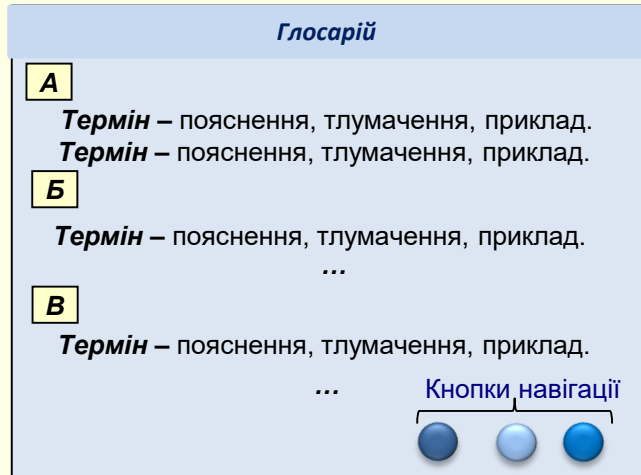 Глосарій
А
Термін – пояснення, тлумачення, приклад.
Термін – пояснення, тлумачення, приклад.
Б
Термін – пояснення, тлумачення, приклад.
...
В
Термін – пояснення, тлумачення, приклад.
...
Кнопки навігації